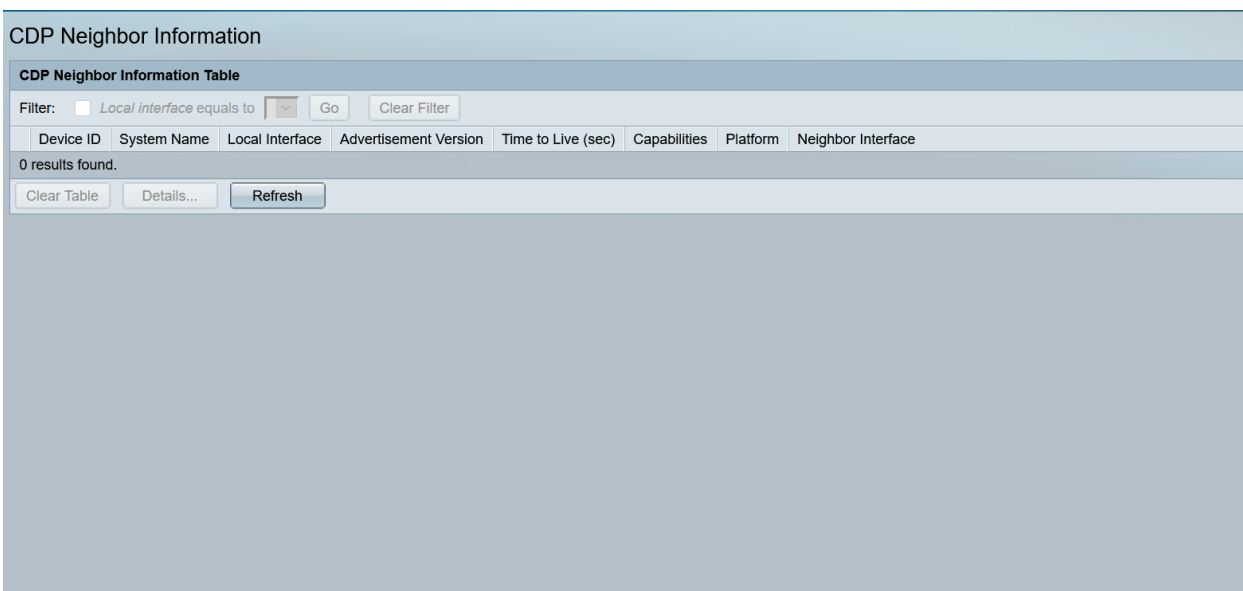 CDP Neighbor Information
CDP Neighbor Information Table
Filter: Local interface equals to Go Clear Filter
Device ID System Name Local Interface Advertisement Version Time to Live (sec) Capabilities Platform Neighbor Interface
0 results found.
Clear Table Details... Refresh